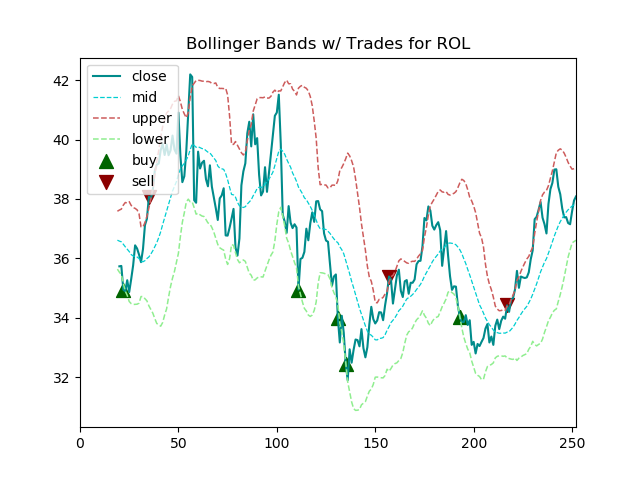 Bollinger Bands w/ Trades for ROL
close
mid
upper
lower
buy
sell
42
40
38
36
34
32
0 50 100 150 200 250